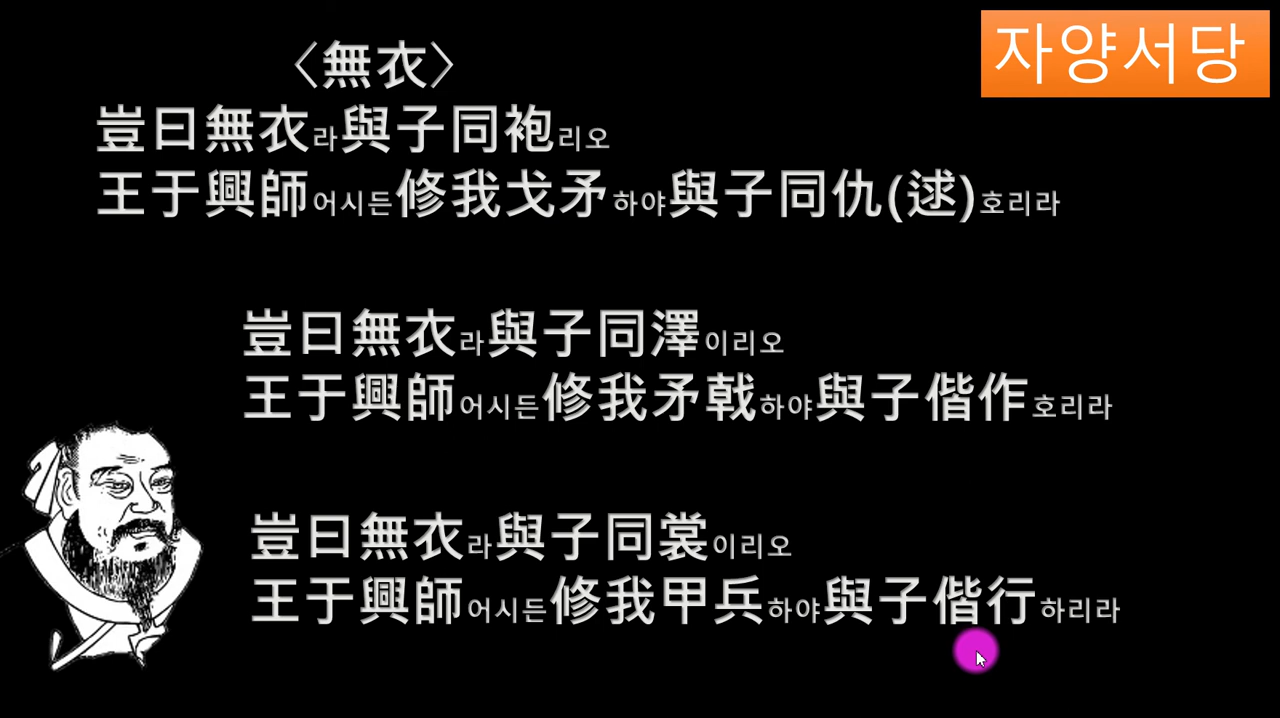 자양서당
〈無衣〉
豈曰無衣라與子同袍리오
王于興師어시든修我戈矛하야與子同仇(逑)호리라
豈曰無衣라與子同澤이리오
王于興師어시든修我矛戟하야與子偕作호리라
豈曰無衣라與子同裳이리오
王于興師어시든修我甲兵하야與子偕行하리라